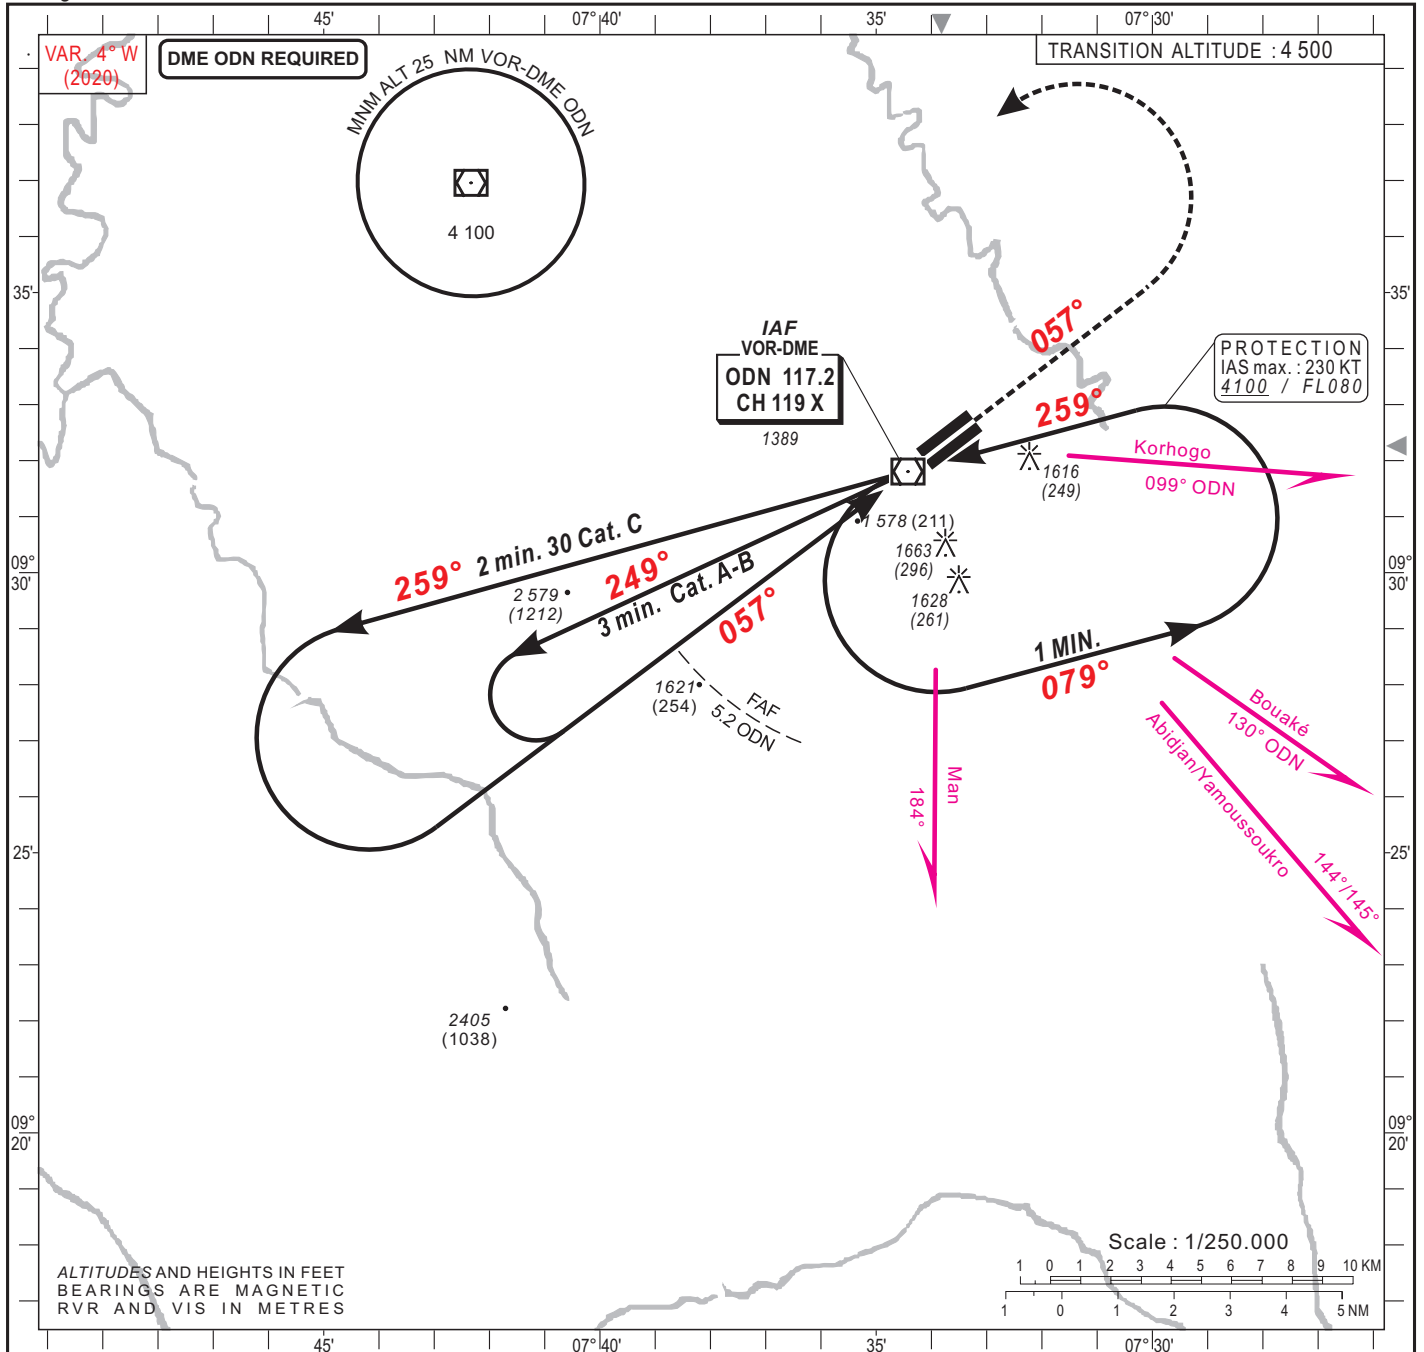 45'
07° 40'
35'
07° 30'
VAR. 4° W
(2020)
DME ODN REQUIRED
TRANSITION ALTITUDE : 4 500
MNM ALT 25 NM VOR-DME ODN
4 100
35'
35'
057°
IAF
VOR-DME
ODN 117.2
CH 119 X
1389
PROTECTION
IAS max. : 230 KT
4100 / FL080
259°
Korhogo
099° ODN
1616
(249)
1 578 (211)
1663
(296)
1628
(261)
259° 2 min. 30 Cat. C
249°
3 min. Cat. A-B
057°
2 579
(1212)
09°
30'
09°
30'
1 MIN.
079°
1621
(254)
FAF
5.2 ODN
Man
184°
Bouaké
130° ODN
Abidjan/Yamoussoukro
144°/145°
25'
25'
2405
(1038)
09°
20'
09°
20'
ALTITUDES AND HEIGHTS IN FEET
BEARINGS ARE MAGNETIC
RVR AND VIS IN METRES
Scale : 1/250.000
1 0 1 2 3 4 5 6 7 8 9 10 KM
1 0 1 2 3 4 5 NM
45'
07° 40'
35'
07° 30'